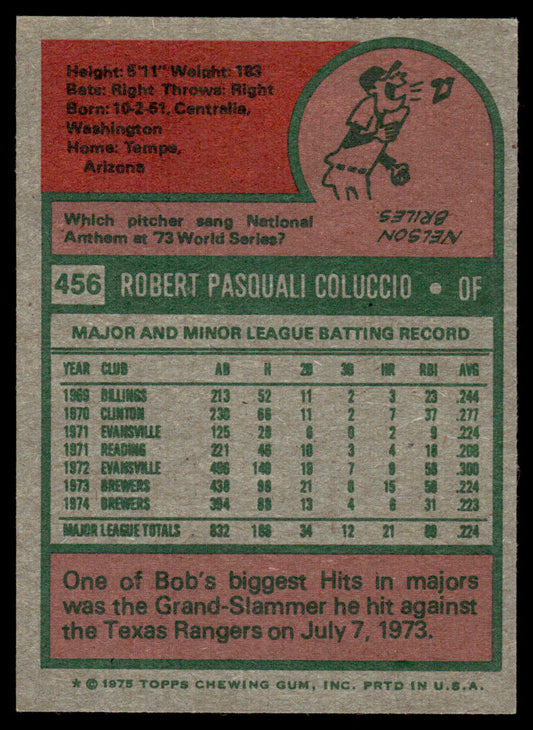 Height: 5'11" Weight: 183
Bats: Right Throws: Right
Born: 10-2-51, Centralia,
Washington
Home: Tempe,
Arizona
Which pitcher sang National
Anthem at '73 World Series?
NELSON
BRILES.
456 ROBERT PASQUALI COLUCCIO • OF
MAJOR AND MINOR LEAGUE BATTING RECORD
YEAR CLUB AB H 2B 3B HR RBI AVG
1969 BILLINGS 213 52 11 2 3 23 .244
1970 CLINTON 238 66 11 2 7 37 .277
1971 EVANSVILLE 125 28 6 0 2 9 .224
1971 READING 221 46 10 3 4 16 .208
1972 EVANSVILLE 466 140 19 7 9 58 .300
1973 BREWERS 438 98 21 8 15 58 .224
1974 BREWERS 394 88 13 4 6 31 .223
MAJOR LEAGUE TOTALS 832 186 34 12 21 89 .224
One of Bob's biggest Hits in majors
was the Grand-Slammer he hit against
the Texas Rangers on July 7, 1973.
* © 1975 TOPPS CHEWING GUM, INC. PRTD IN U.S.A.